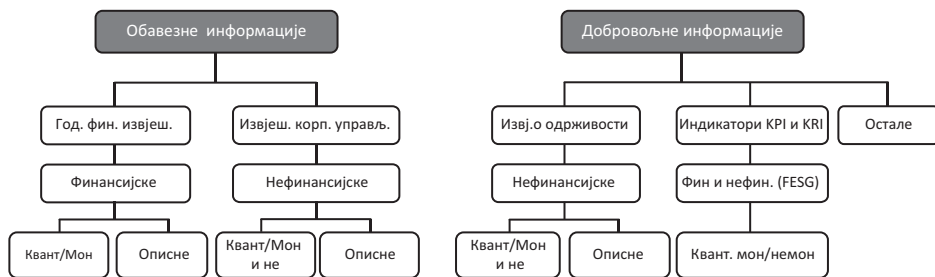 Обавезне информације
Добровољне информације
Год. фин. извјеш.
Извјеш. корп. управљ.
Извј.о одрживости
Индикатори KPI и KRI
Остале
Финансијске
Нефинансијске
Нефинансијске
Фин и нефин. (FESG)
Квант/Мон
Описне
Квант/Мон
и не
Описне
Квант/Мон
и не
Описне
Квант. мон/немон